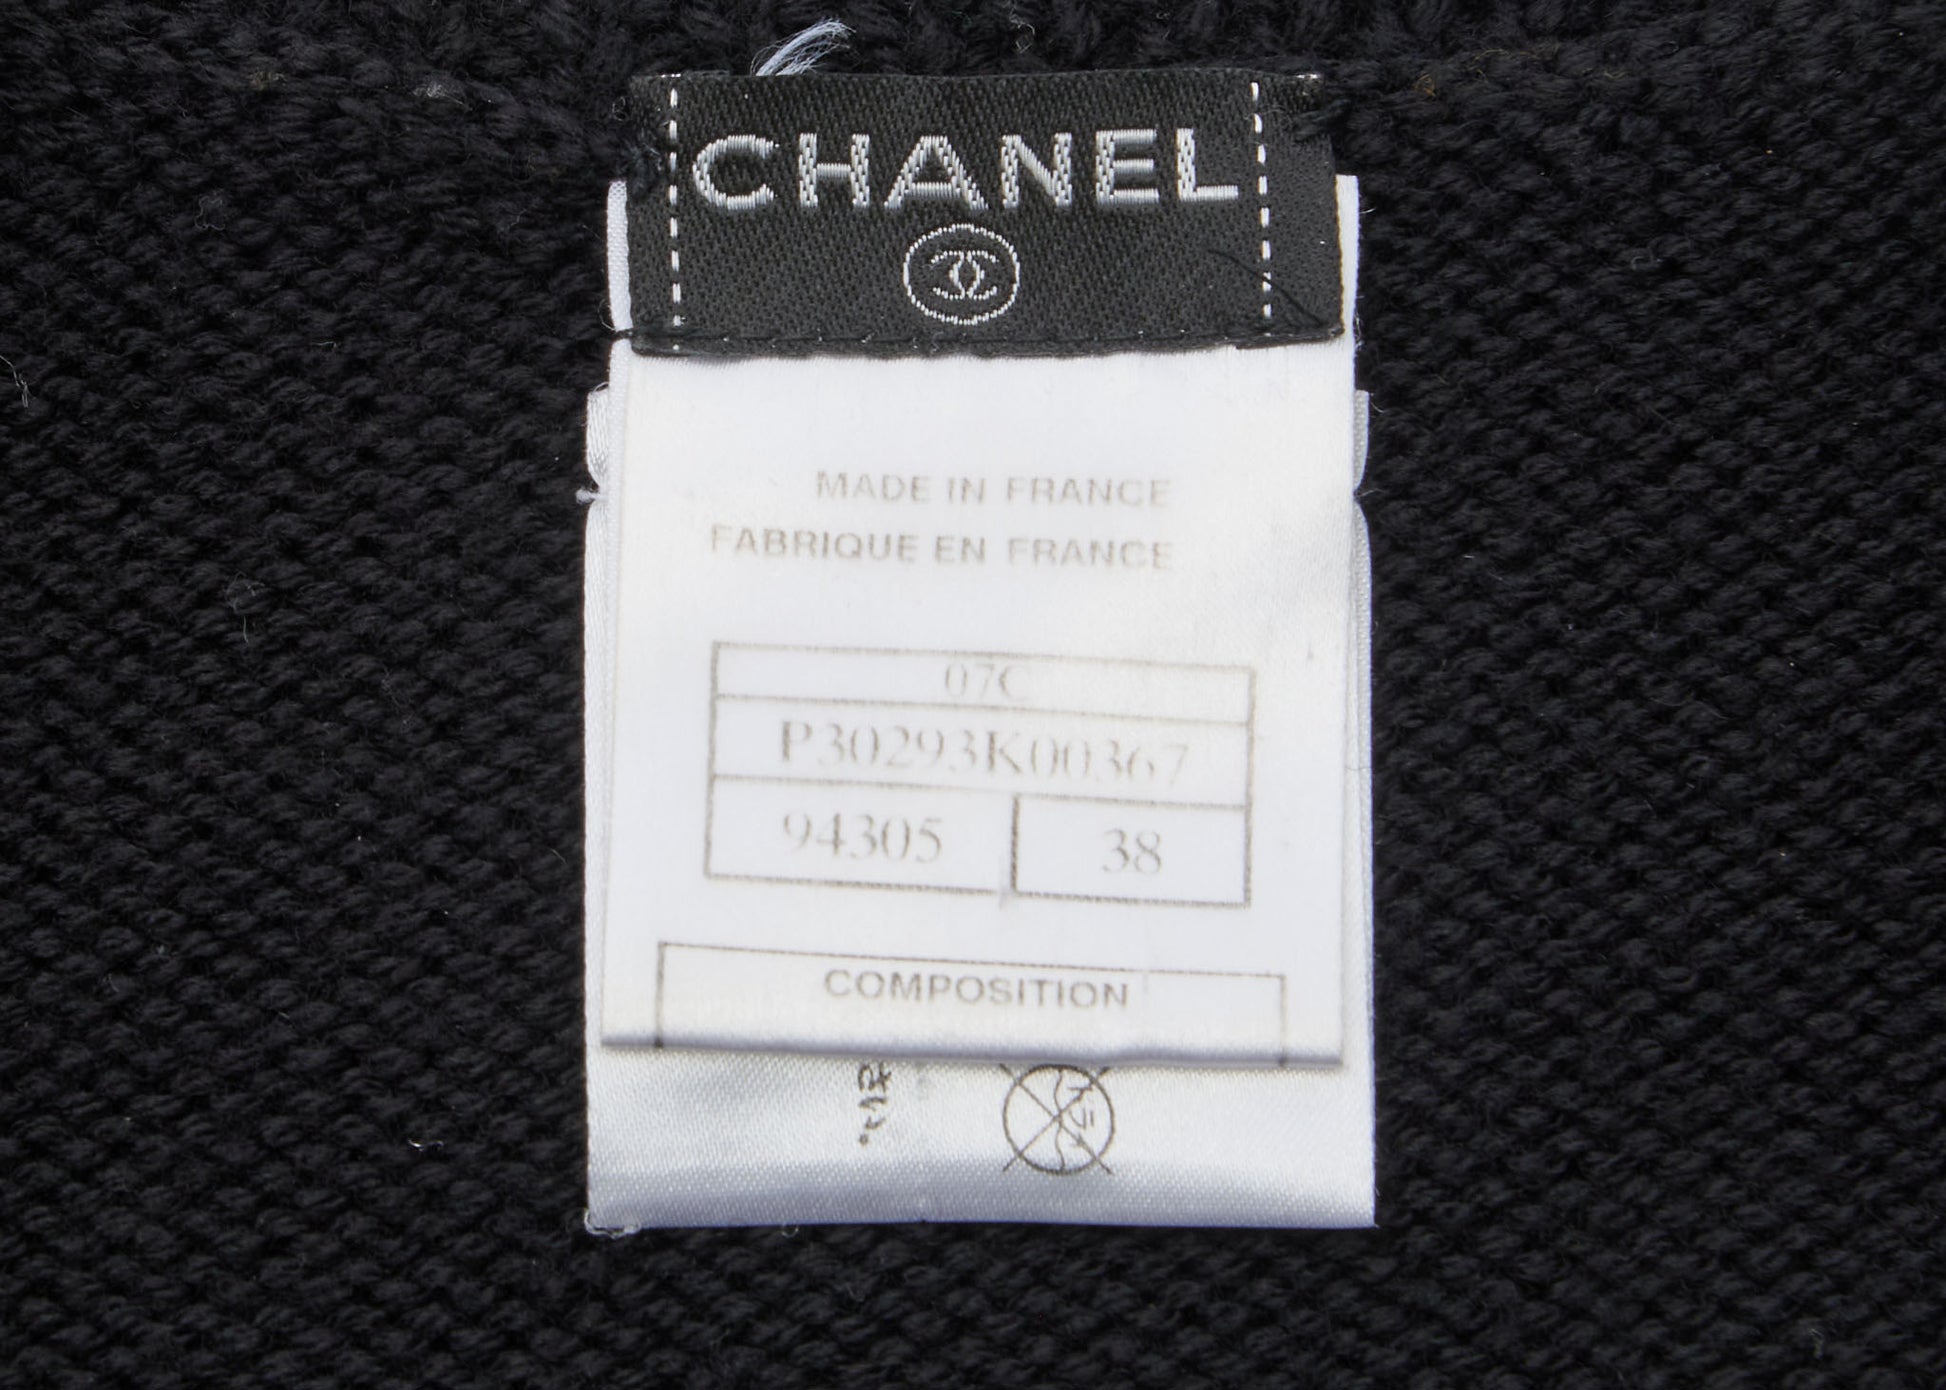 CHANEL
MADE IN FRANCE
FABRIQUE EN FRANCE
07C
P30293K00367
94305 38
COMPOSITION